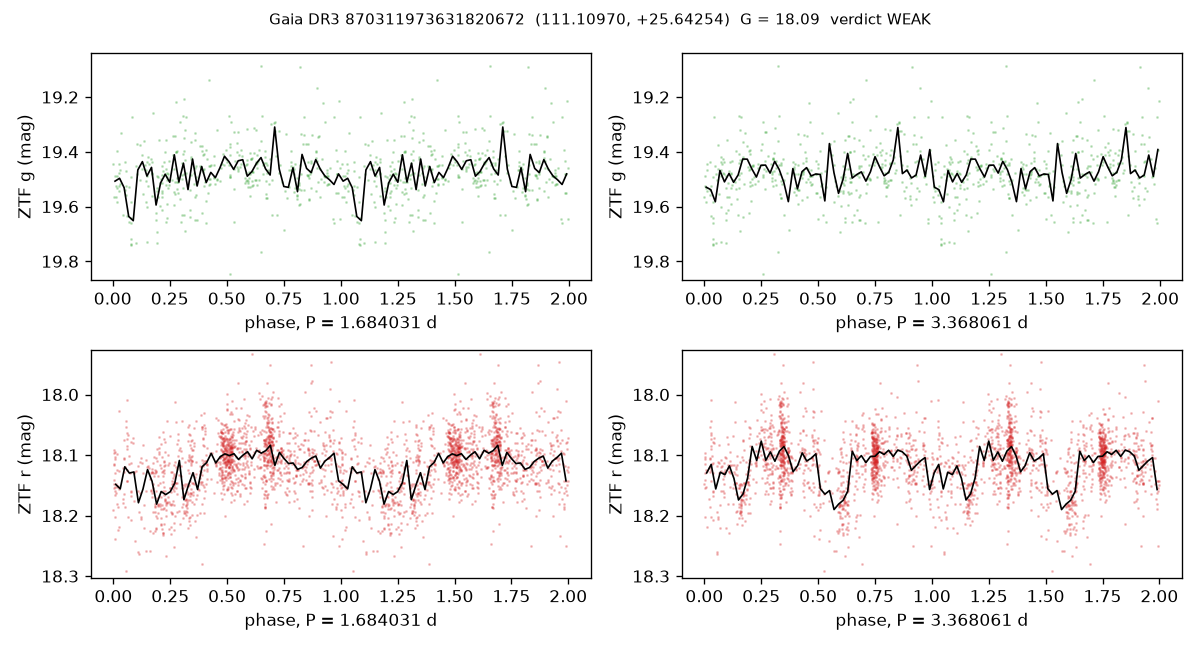 Gaia DR3 870311973631820672  (111.10970, +25.64254)  G = 18.09  verdict WEAK
ZTF g (mag)
19.2
19.4
19.6
19.8
0.00 0.25 0.50 0.75 1.00 1.25 1.50 1.75 2.00
phase, P = 1.684031 d
ZTF g (mag)
19.2
19.4
19.6
19.8
0.00 0.25 0.50 0.75 1.00 1.25 1.50 1.75 2.00
phase, P = 3.368061 d
ZTF r (mag)
18.0
18.1
18.2
18.3
0.00 0.25 0.50 0.75 1.00 1.25 1.50 1.75 2.00
phase, P = 1.684031 d
ZTF r (mag)
18.0
18.1
18.2
18.3
0.00 0.25 0.50 0.75 1.00 1.25 1.50 1.75 2.00
phase, P = 3.368061 d